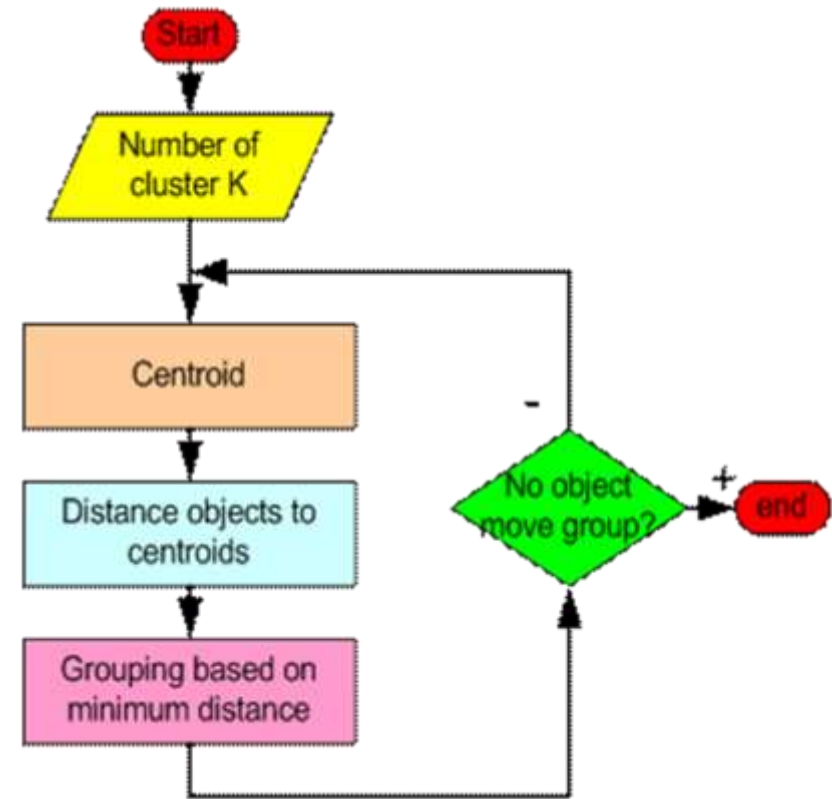 Start
Number of
cluster K
Centroid
Distance objects to
centroids
Grouping based on
minimum distance
-
No object
move group?
+
end